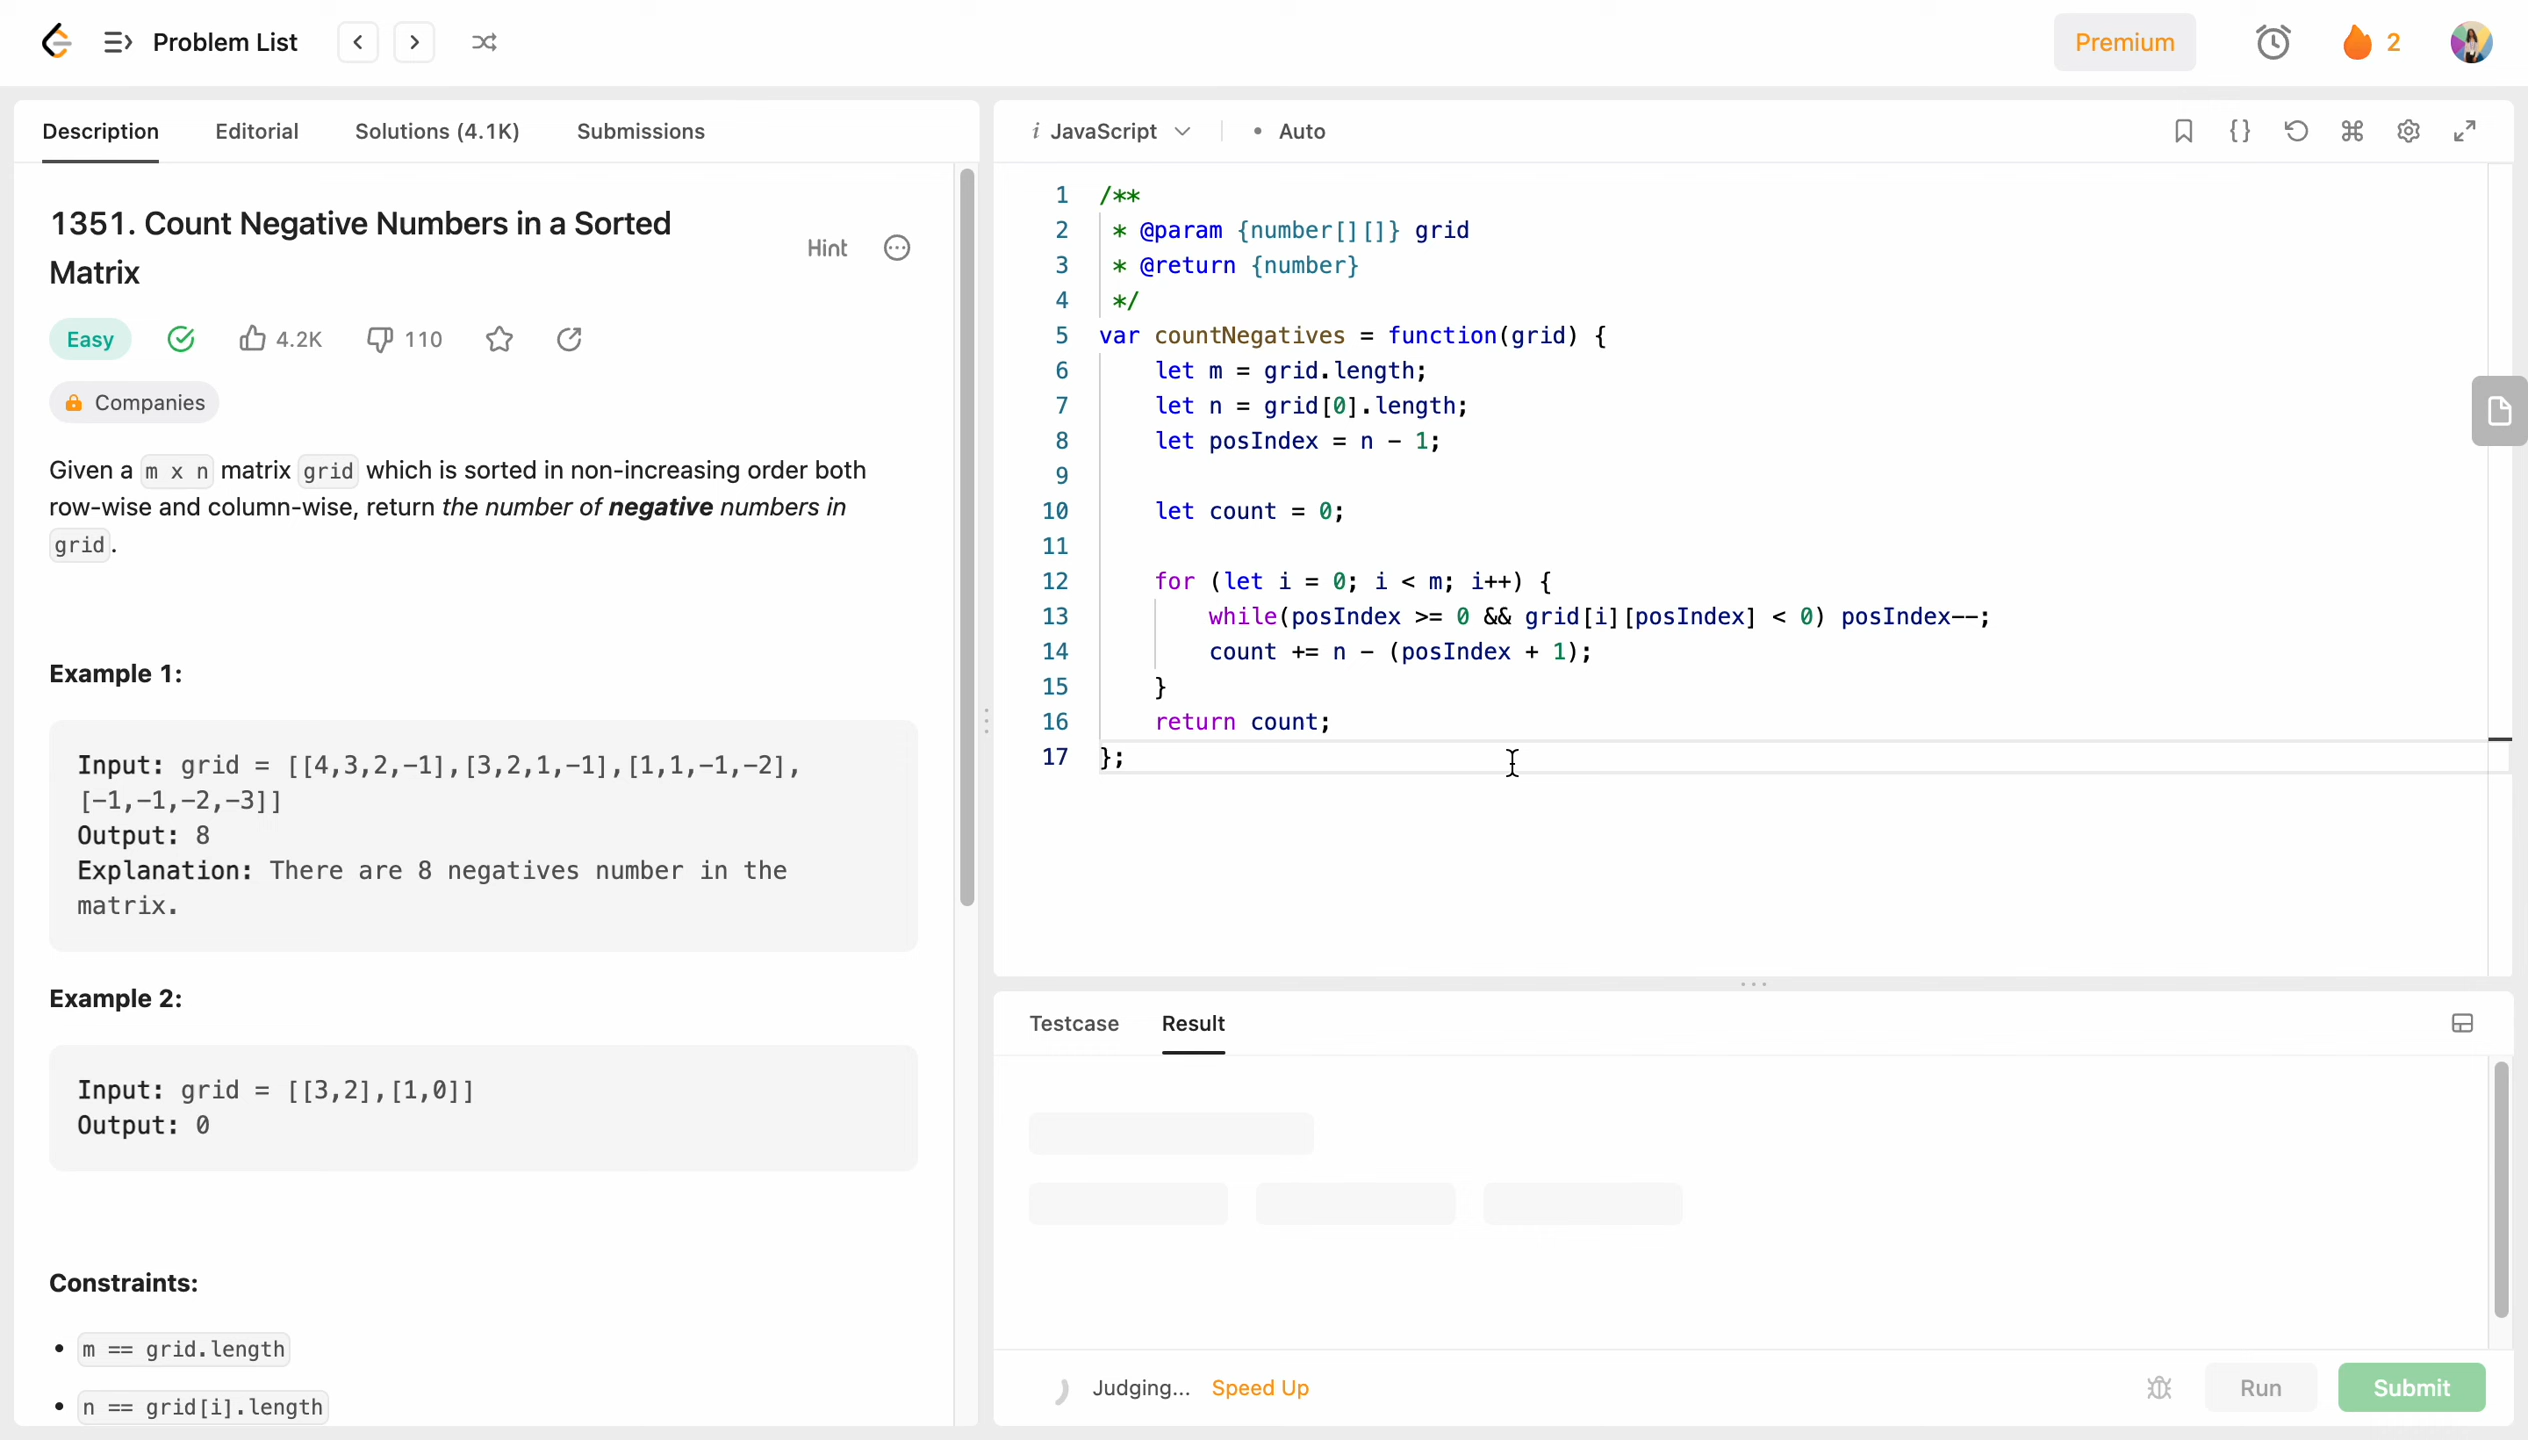 Problem List
Premium
2
Description
Editorial
Solutions (4.1K)
Submissions
1351. Count Negative Numbers in a Sorted
Matrix
Hint
Easy
4.2K
110
Companies
Given a m x n matrix grid which is sorted in non-increasing order both
row-wise and column-wise, return the number of negative numbers in
grid.
Example 1:
Input: grid = [[4,3,2,-1],[3,2,1,-1],[1,1,-1,-2],
[-1,-1,-2,-3]]
Output: 8
Explanation: There are 8 negatives number in the
matrix.
Example 2:
Input: grid = [[3,2],[1,0]]
Output: 0
Constraints:
• m == grid.length
• n == grid[i].length
i JavaScript
• Auto
1 /**
2  * @param {number[][]} grid
3  * @return {number}
4  */
5 var countNegatives = function(grid) {
6     let m = grid.length;
7     let n = grid[0].length;
8     let posIndex = n - 1;
9
10     let count = 0;
11
12     for (let i = 0; i < m; i++) {
13         while(posIndex >= 0 && grid[i][posIndex] < 0) posIndex--;
14         count += n - (posIndex + 1);
15     }
16     return count;
17 };
Testcase
Result
Judging...
Speed Up
Run
Submit